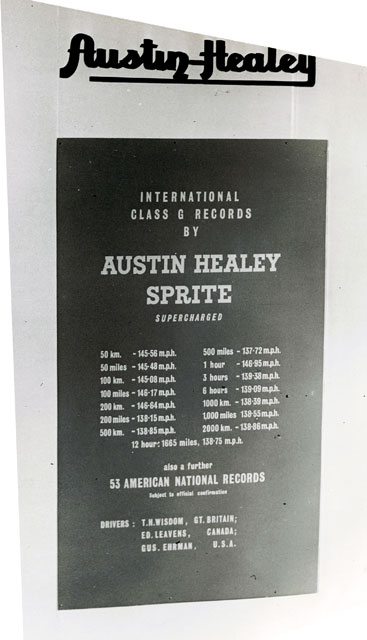 Austin-Healey
INTERNATIONAL
CLASS G RECORDS
BY
AUSTIN HEALEY
SPRITE
SUPERCHARGED
50 km. - 145·56 m.p.h. 500 miles - 137·72 m.p.h.
50 miles - 145·48 m.p.h. 1 hour - 146·95 m.p.h.
100 km. - 145·08 m.p.h. 3 hours - 139·38 m.p.h.
100 miles - 146·17 m.p.h. 6 hours - 139·09 m.p.h.
200 km. - 146·64 m.p.h. 1000 km. - 138·39 m.p.h.
200 miles - 138·15 m.p.h. 1,000 miles 138·55 m.p.h.
500 km. - 138·85 m.p.h. 2000 km. - 138·86 m.p.h.
12 hour: 1665 miles, 138·75 m.p.h.
also a further
53 AMERICAN NATIONAL RECORDS
Subject to official confirmation
DRIVERS : T.H.WISDOM, GT. BRITAIN;
ED. LEAVENS, CANADA;
GUS. EHRMAN, U.S.A.